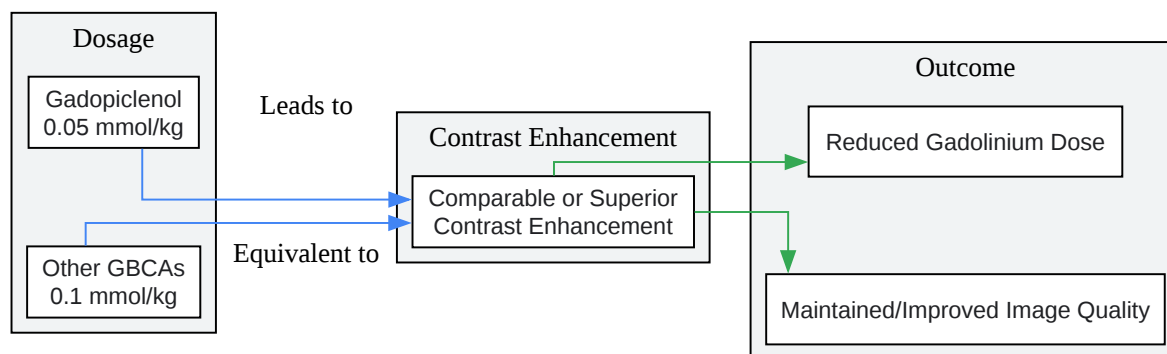 Dosage
Gadopiclenol
0.05 mmol/kg
Other GBCAs
0.1 mmol/kg
Leads to
Equivalent to
Contrast Enhancement
Comparable or Superior
Contrast Enhancement
Outcome
Reduced Gadolinium Dose
Maintained/Improved Image Quality